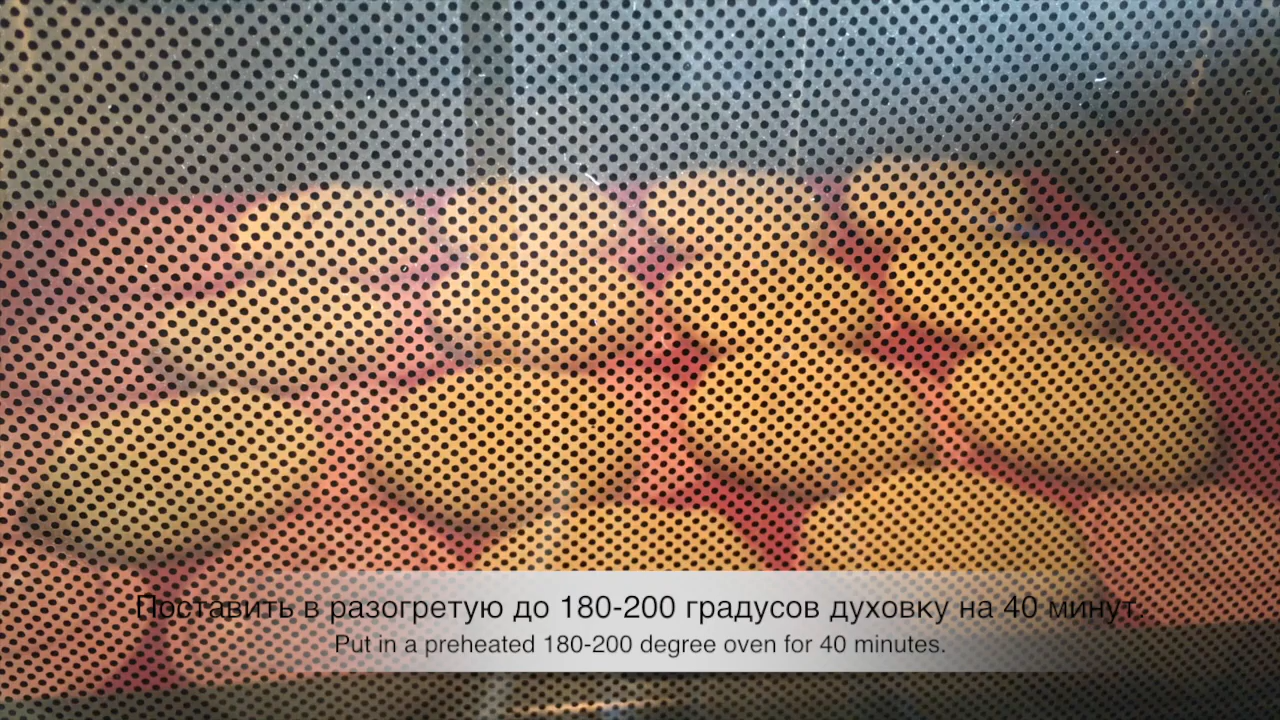 Поставить в разогретую до 180-200 градусов духовку на 40 минут.
Put in a preheated 180-200 degree oven for 40 minutes.